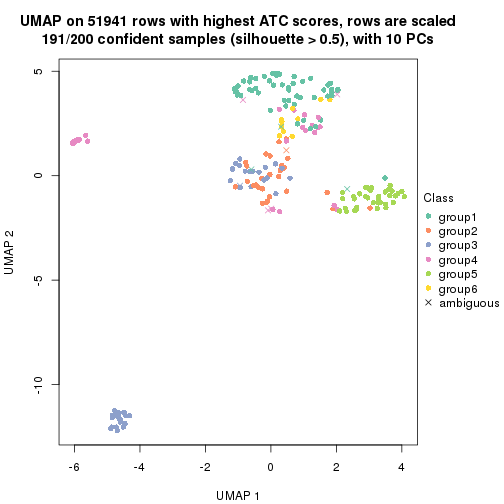 UMAP on 51941 rows with highest ATC scores, rows are scaled
191/200 confident samples (silhouette > 0.5), with 10 PCs
5
0
-5
-10
UMAP 2
-6
-4
-2
0
2
4
UMAP 1
Class
group1
group2
group3
group4
group5
group6
ambiguous